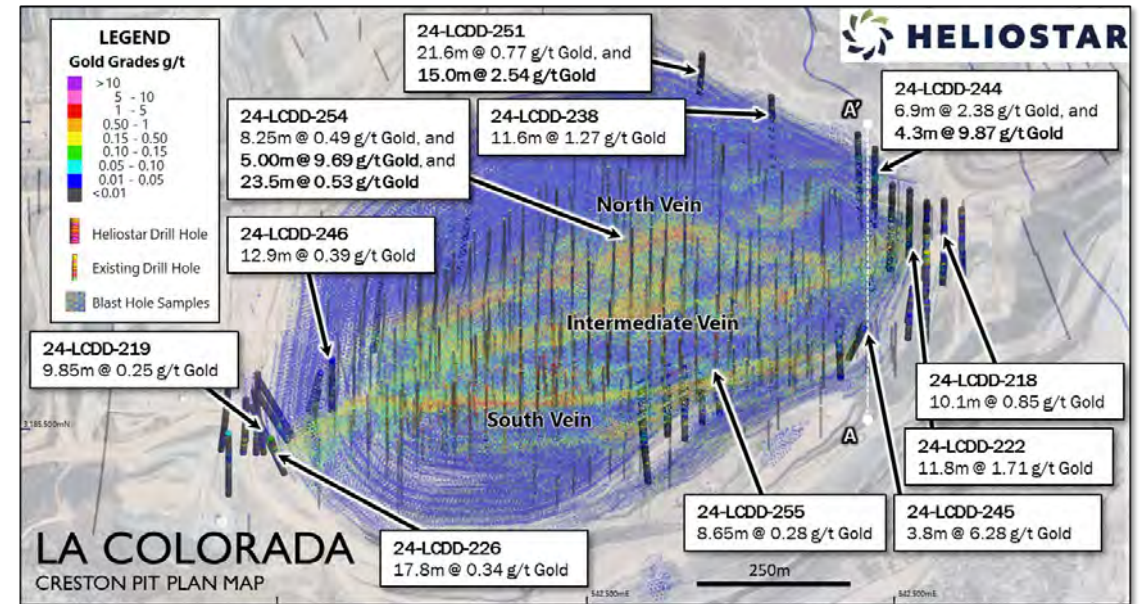 LEGEND
Gold Grades g/t
>10
5 - 10
1 - 5
0.50 - 1
0.15 - 0.50
0.10 - 0.15
0.05 - 0.10
0.01 - 0.05
<0.01
Heliostar Drill Hole
Existing Drill Hole
Blast Hole Samples
24-LCDD-251
21.6m @ 0.77 g/t Gold, and
15.0m @ 2.54 g/t Gold
HELIOSTAR
24-LCDD-254
8.25m @ 0.49 g/t Gold, and
5.00m @ 9.69 g/t Gold, and
23.5m @ 0.53 g/t Gold
24-LCDD-238
11.6m @ 1.27 g/t Gold
A'
24-LCDD-244
6.9m @ 2.38 g/t Gold, and
4.3m @ 9.87 g/t Gold
North Vein
24-LCDD-246
12.9m @ 0.39 g/t Gold
Intermediate Vein
24-LCDD-219
9.85m @ 0.25 g/t Gold
24-LCDD-218
10.1m @ 0.85 g/t Gold
South Vein
A
24-LCDD-222
11.8m @ 1.71 g/t Gold
24-LCDD-255
8.65m @ 0.28 g/t Gold
24-LCDD-245
3.8m @ 6.28 g/t Gold
24-LCDD-226
17.8m @ 0.34 g/t Gold
LA COLORADA
CRESTON PIT PLAN MAP
250m
542,500mE